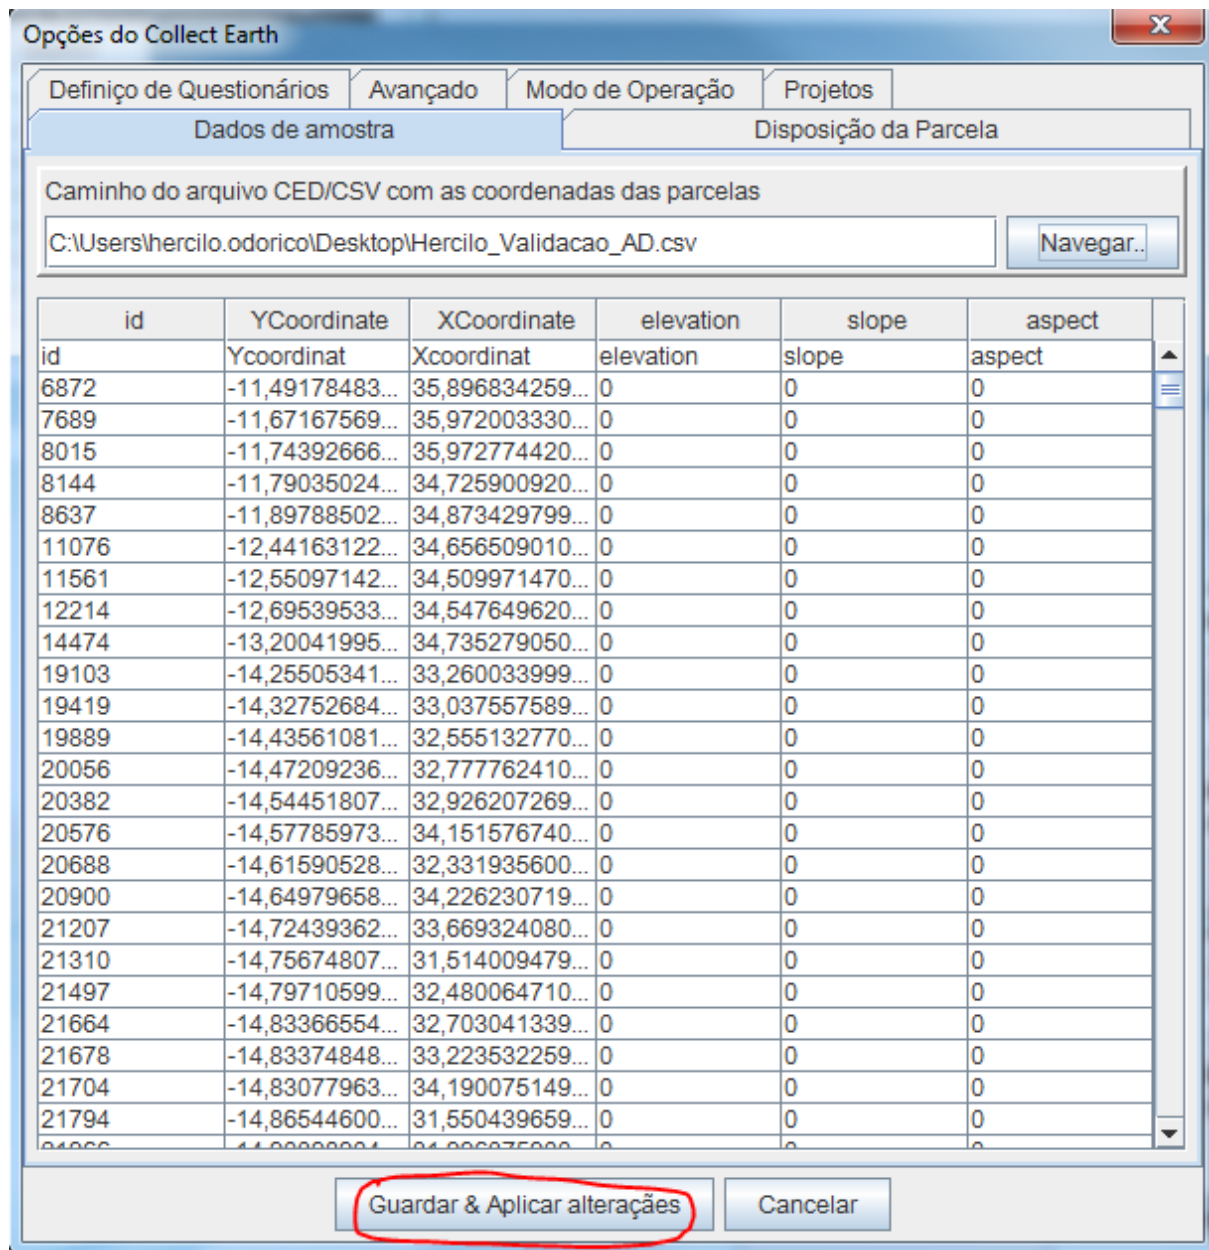 Opções do Collect Earth
Definiço de Questionários Avançado Modo de Operação Projetos
Dados de amostra Disposição da Parcela
Caminho do arquivo CED/CSV com as coordenadas das parcelas
C:\Users\hercilo.odorico\Desktop\Hercilo_Validacao_AD.csv Navegar..
id YCoordinate XCoordinate elevation slope aspect
id Ycoordinat Xcoordinat elevation slope aspect
6872 -11,49178483... 35,896834259... 0 0 0
7689 -11,67167569... 35,972003330... 0 0 0
8015 -11,74392666... 35,972774420... 0 0 0
8144 -11,79035024... 34,725900920... 0 0 0
8637 -11,89788502... 34,873429799... 0 0 0
11076 -12,44163122... 34,656509010... 0 0 0
11561 -12,55097142... 34,509971470... 0 0 0
12214 -12,69539533... 34,547649620... 0 0 0
14474 -13,20041995... 34,735279050... 0 0 0
19103 -14,25505341... 33,260033999... 0 0 0
19419 -14,32752684... 33,037557589... 0 0 0
19889 -14,43561081... 32,555132770... 0 0 0
20056 -14,47209236... 32,777762410... 0 0 0
20382 -14,54451807... 32,926207269... 0 0 0
20576 -14,57785973... 34,151576740... 0 0 0
20688 -14,61590528... 32,331935600... 0 0 0
20900 -14,64979658... 34,226230719... 0 0 0
21207 -14,72439362... 33,669324080... 0 0 0
21310 -14,75674807... 31,514009479... 0 0 0
21497 -14,79710599... 32,480064710... 0 0 0
21664 -14,83366554... 32,703041339... 0 0 0
21678 -14,83374848... 33,223532259... 0 0 0
21704 -14,83077963... 34,190075149... 0 0 0
21794 -14,86544600... 31,550439659... 0 0 0
Guardar & Aplicar alteraçães Cancelar